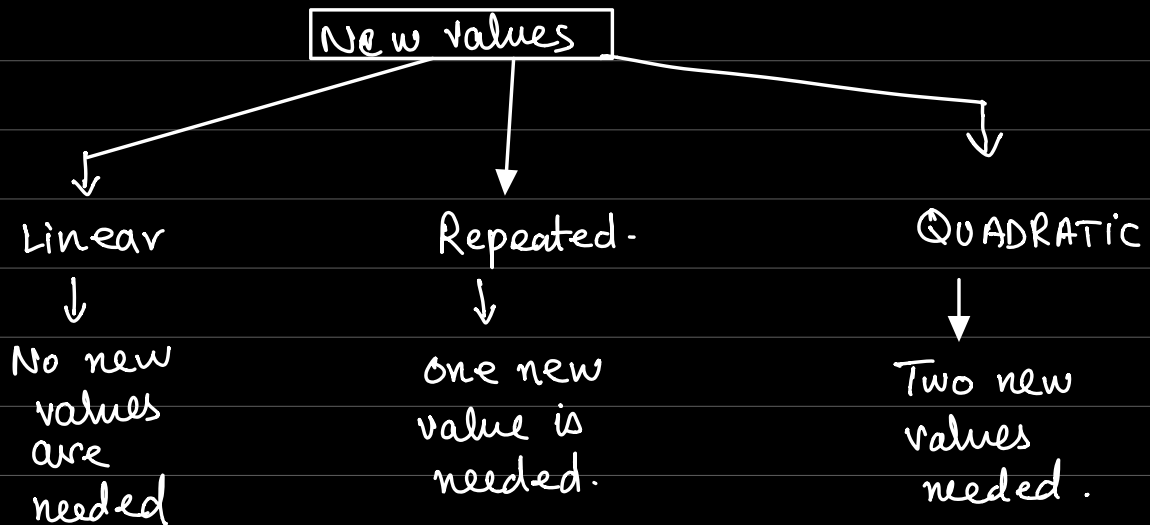 New values
Linear
Repeated.
QUADRATIC
No new
values
are
needed
one new
value is
needed.
Two new
values
needed.